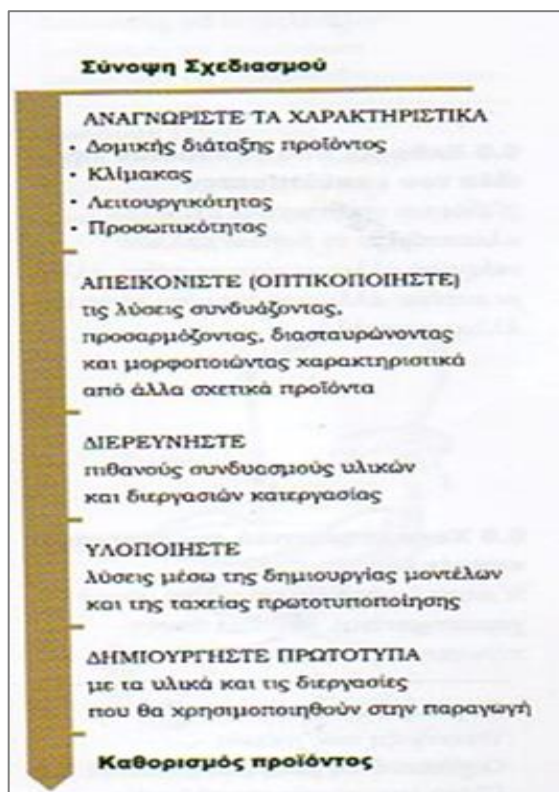 Σύνοψη Σχεδιασμού
ΑΝΑΓΝΩΡΙΣΤΕ ΤΑ ΧΑΡΑΚΤΗΡΙΣΤΙΚΑ
• Δομικής διάταξης προϊόντος
• Κλίμακας
• Λειτουργικότητας
• Προσωπικότητας
ΑΠΕΙΚΟΝΙΣΤΕ (ΟΠΤΙΚΟΠΟΙΗΣΤΕ)
τις λύσεις συνδυάζοντας,
προσαρμόζοντας, διασταυρώνοντας
και μορφοποιώντας χαρακτηριστικά
από άλλα σχετικά προϊόντα
ΔΙΕΡΕΥΝΗΣΤΕ
πιθανούς συνδυασμούς υλικών
και διεργασιών κατεργασίας
ΥΛΟΠΟΙΗΣΤΕ
λύσεις μέσω της δημιουργίας μοντέλων
και της ταχείας πρωτοτυποποίησης
ΔΗΜΙΟΥΡΓΗΣΤΕ ΠΡΩΤΟΤΥΠΑ
με τα υλικά και τις διεργασίες
που θα χρησιμοποιηθούν στην παραγωγή
Καθορισμός προϊόντος